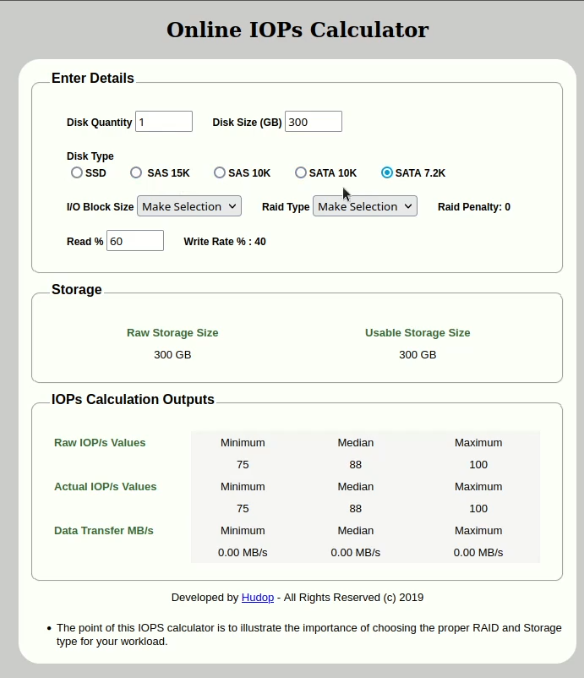 Online IOPs Calculator
Enter Details
Disk Quantity 1 Disk Size (GB) 300
Disk Type
SSD SAS 15K SAS 10K SATA 10K SATA 7.2K
I/O Block Size Make Selection Raid Type Make Selection Raid Penalty: 0
Read % 60 Write Rate % : 40
Storage
Raw Storage Size Usable Storage Size
300 GB 300 GB
IOPs Calculation Outputs
Raw IOP/s Values Minimum Median Maximum
75 88 100
Actual IOP/s Values Minimum Median Maximum
75 88 100
Data Transfer MB/s Minimum Median Maximum
0.00 MB/s 0.00 MB/s 0.00 MB/s
Developed by Hudop - All Rights Reserved (c) 2019
• The point of this IOPS calculator is to illustrate the importance of choosing the proper RAID and Storage
type for your workload.